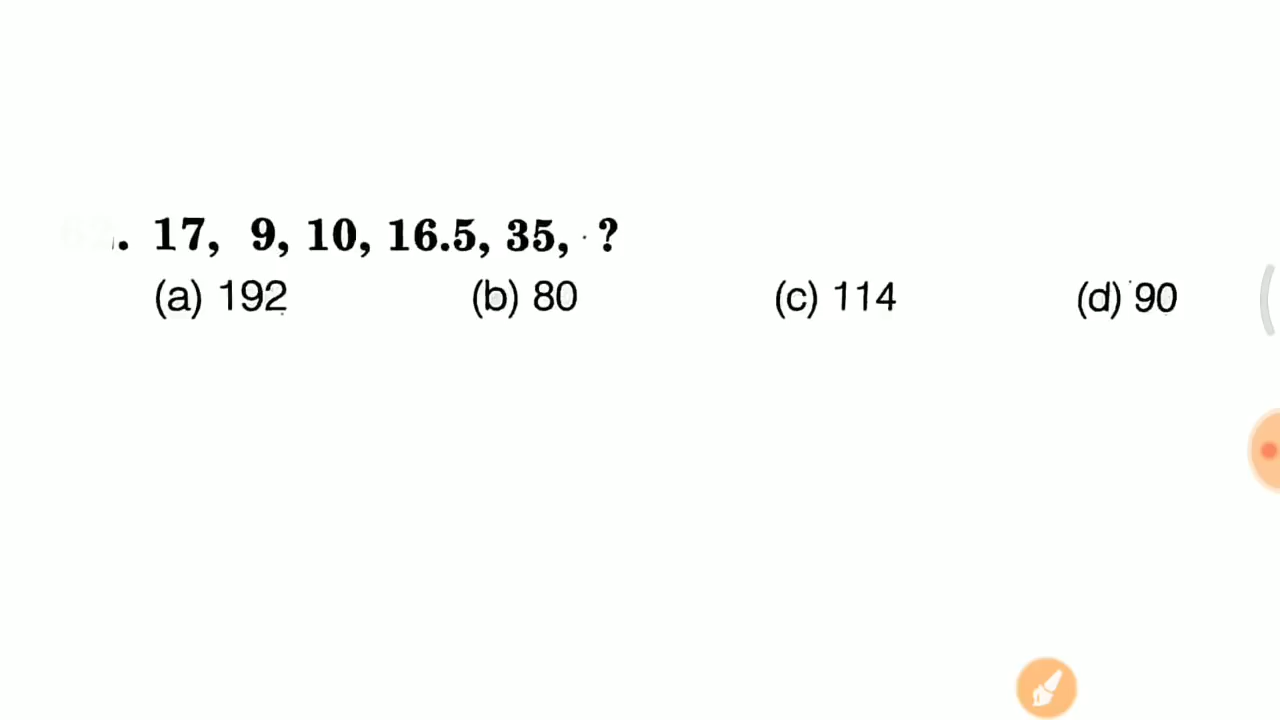 . 17, 9, 10, 16.5, 35, ?
(a) 192 (b) 80 (c) 114 (d) 90